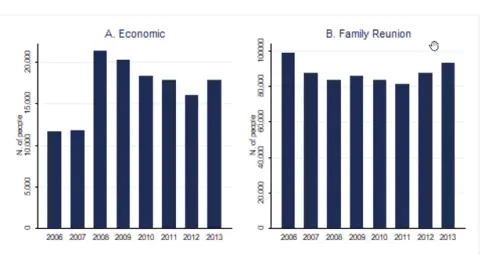 A. Economic
N. of people
20,000
15,000
10,000
5,000
0
2006 2007 2008 2009 2010 2011 2012 2013
B. Family Reunion
N. of people
100000
80,000
60,000
40,000
20,000
0
2006 2007 2008 2009 2010 2011 2012 2013